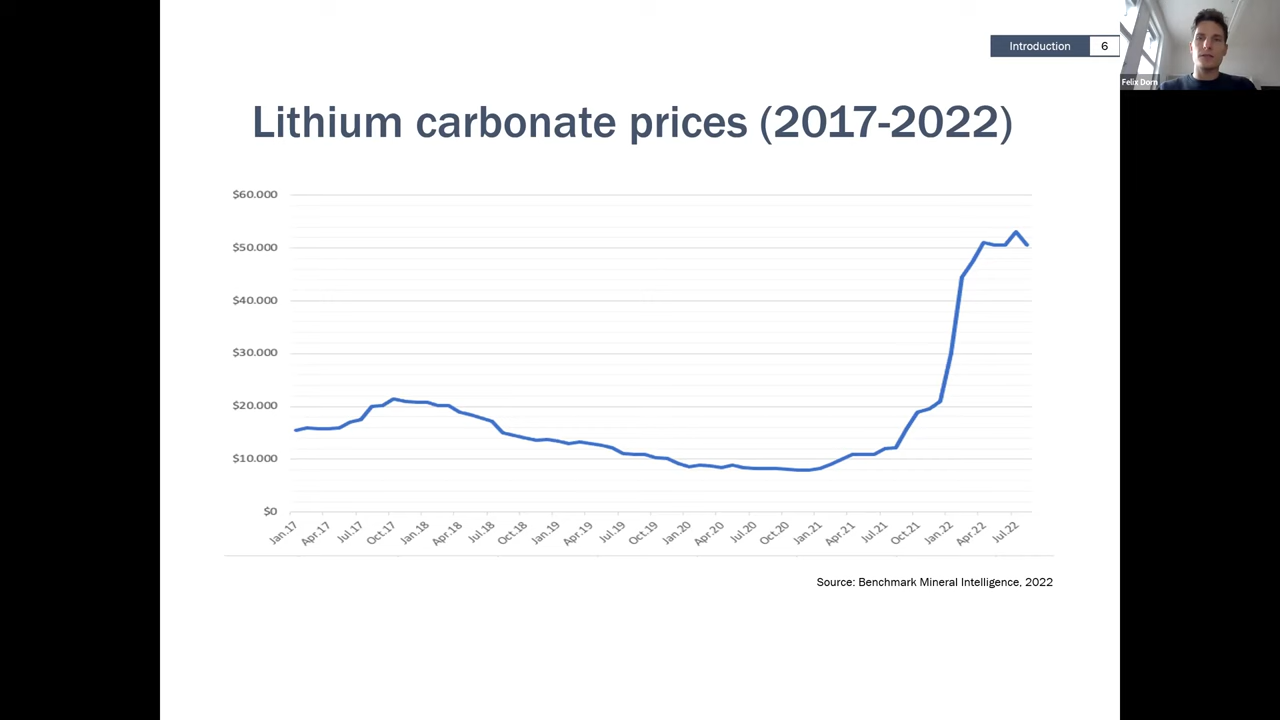 Introduction 6
Felix Dorn
Lithium carbonate prices (2017-2022)
$60.000
$50.000
$40.000
$30.000
$20.000
$10.000
$0
Jan.17 Apr.17 Jul.17 Oct.17 Jan.18 Apr.18 Jul.18 Oct.18 Jan.19 Apr.19 Jul.19 Oct.19 Jan.20 Apr.20 Jul.20 Oct.20 Jan.21 Apr.21 Jul.21 Oct.21 Jan.22 Apr.22 Jul.22
Source: Benchmark Mineral Intelligence, 2022